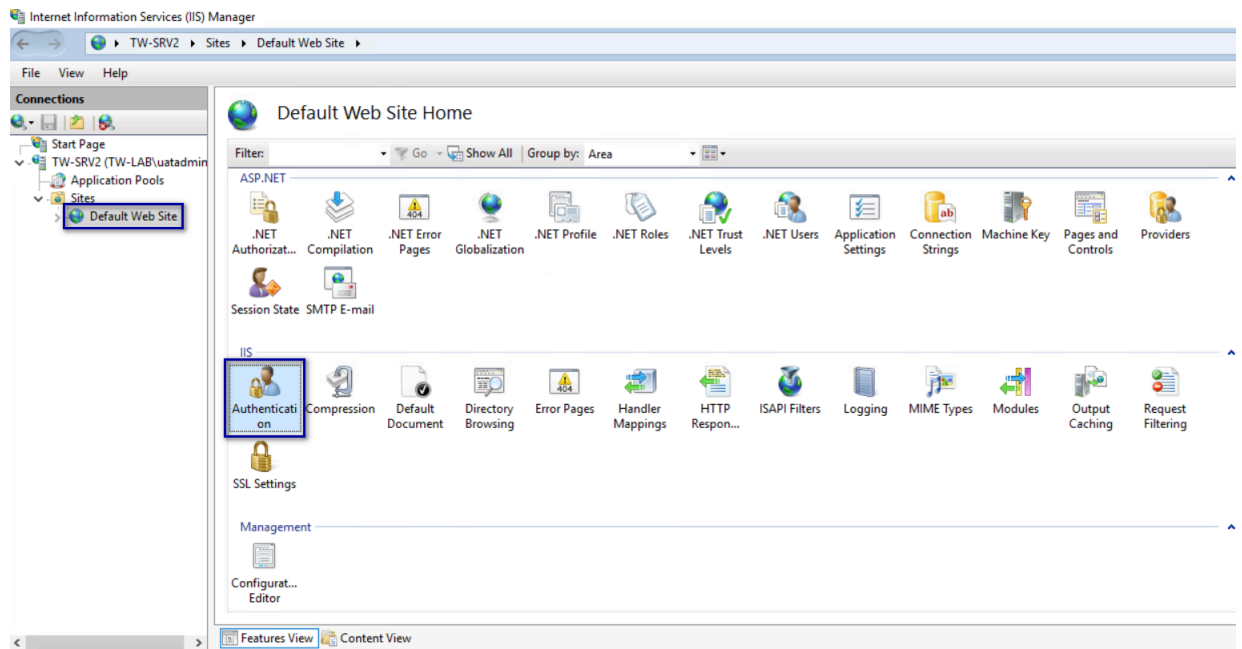 Internet Information Services (IIS) Manager
TW-SRV2 Sites Default Web Site
File View Help
Connections
Start Page
TW-SRV2 (TW-LAB\uatadmin
Application Pools
Sites
Default Web Site
Default Web Site Home
Filter: Go Show All Group by: Area
ASP.NET
.NET Authorizat...
.NET Compilation
.NET Error Pages
.NET Globalization
.NET Profile
.NET Roles
.NET Trust Levels
.NET Users
Application Settings
Connection Strings
Machine Key
Pages and Controls
Providers
Session State
SMTP E-mail
IIS
Authenticati on
Compression
Default Document
Directory Browsing
Error Pages
Handler Mappings
HTTP Respon...
ISAPI Filters
Logging
MIME Types
Modules
Output Caching
Request Filtering
SSL Settings
Management
Configurat... Editor
Features View Content View